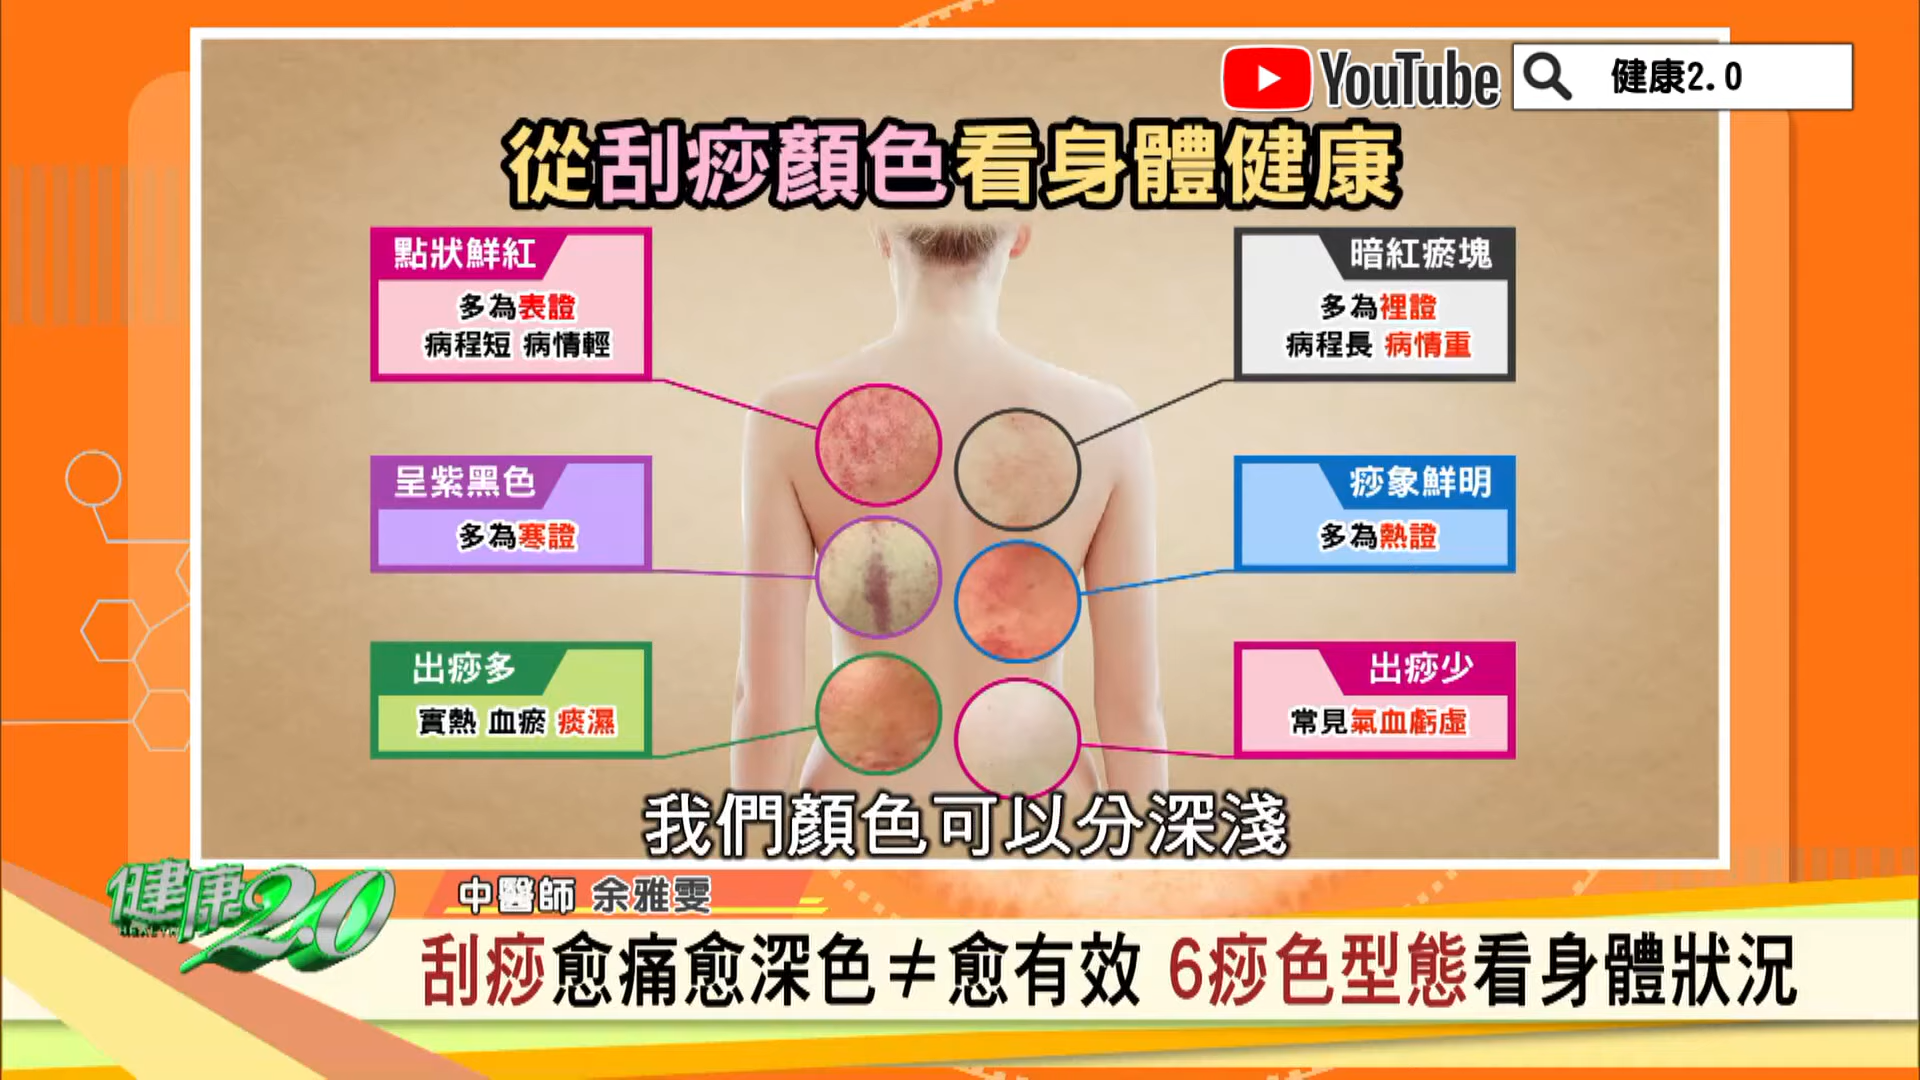 YouTube 健康2.0
從刮痧顏色看身體健康
點狀鮮紅
多為表證
病程短 病情輕
暗紅瘀塊
多為裡證
病程長 病情重
呈紫黑色
多為寒證
痧象鮮明
多為熱證
出痧多
實熱 血瘀 痰濕
出痧少
常見氣血虧虛
我們顏色可以分深淺
健康2.0
HEALTH
中醫師 余雅雯
刮痧愈痛愈深色≠愈有效 6痧色型態看身體狀況